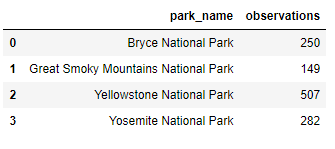 park_name observations
0 Bryce National Park 250
1 Great Smoky Mountains National Park 149
2 Yellowstone National Park 507
3 Yosemite National Park 282